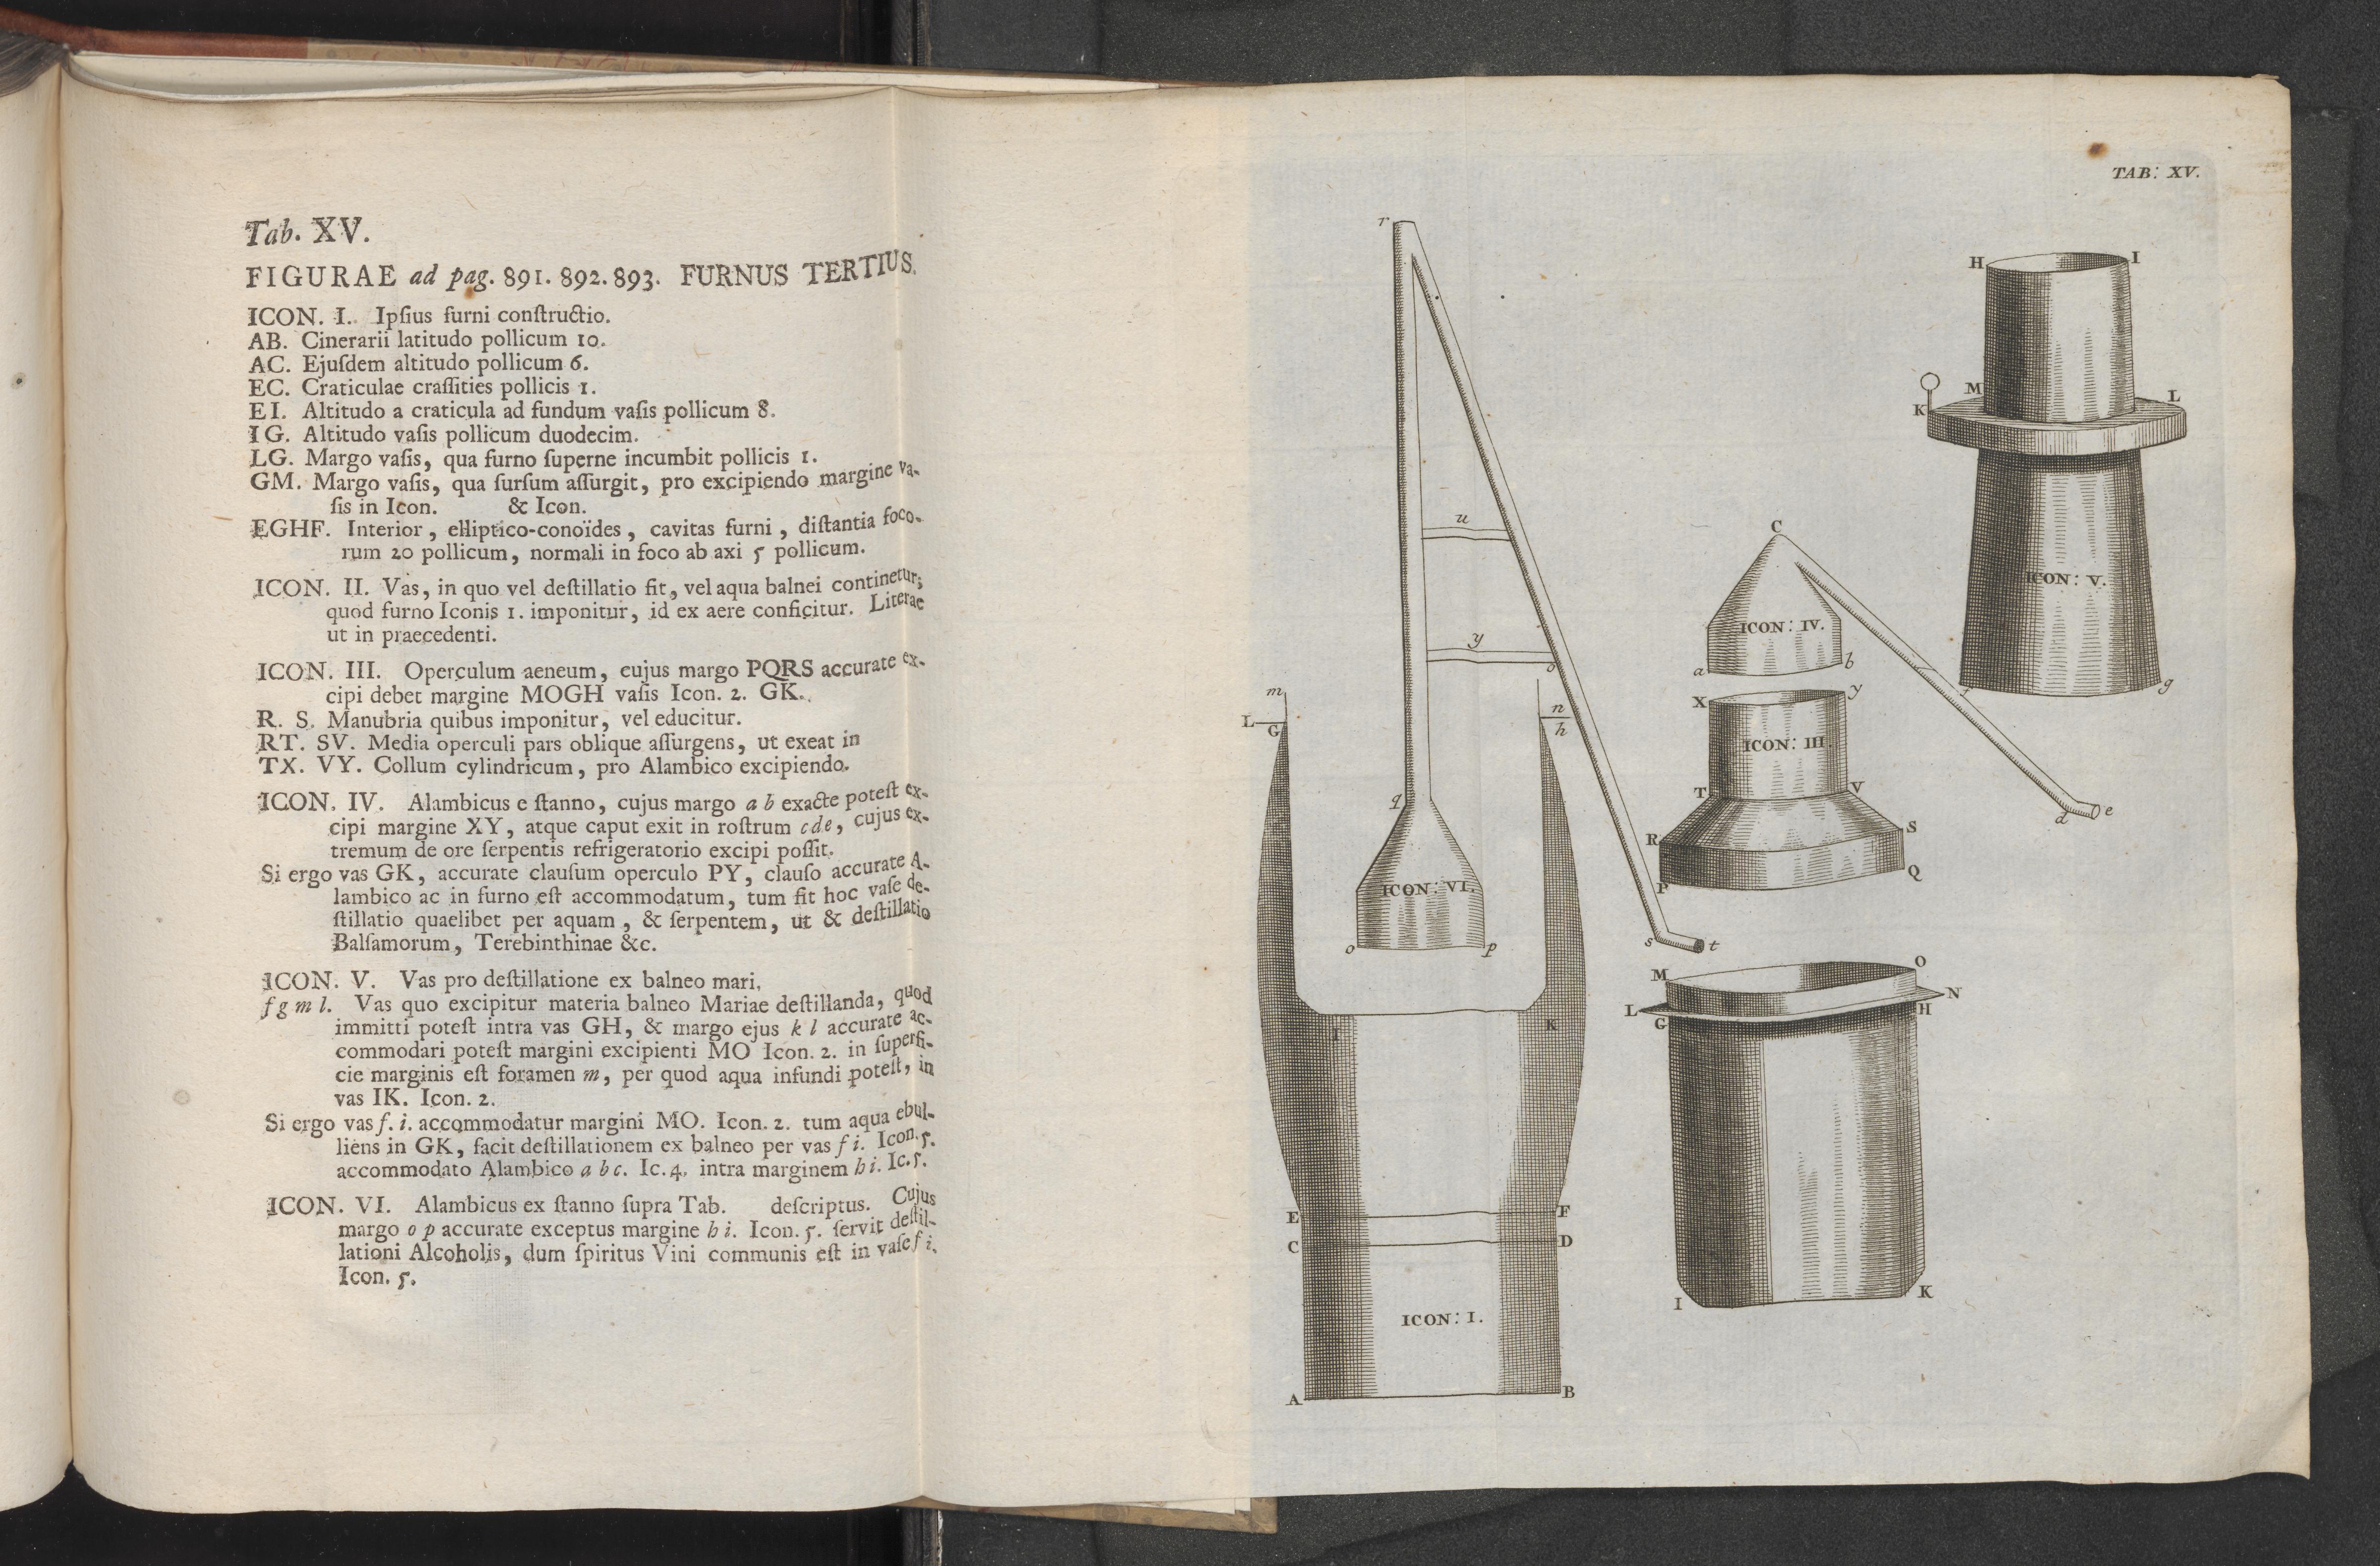 Tab. XV.
FIGURAE ad pag. 891. 892. 893. FURNUS TERTIUS.
ICON. I. Ipſius furni conſtructio.
AB. Cinerarii latitudo pollicum 10.
AC. Ejuſdem altitudo pollicum 6.
EC. Craticulae craſſities pollicis 1.
EI. Altitudo a craticula ad fundum vaſis pollicum 8.
IG. Altitudo vaſis pollicum duodecim.
LG. Margo vaſis, qua furno ſuperne incumbit pollicis 1.
GM. Margo vaſis, qua ſurſum aſſurgit, pro excipiendo margine va-
ſis in Icon. & Icon.
EGHF. Interior, elliptico-conoïdes, cavitas furni, diſtantia foco-
rum 20 pollicum, normali in foco ab axi 5 pollicum.
ICON. II. Vas, in quo vel deſtillatio fit, vel aqua balnei continetur;
quod furno Iconis 1. imponitur, id ex aere conficitur. Literae
ut in praecedenti.
ICON. III. Operculum aeneum, cujus margo PQRS accurate ex-
cipi debet margine MOGH vaſis Icon. 2. GK.
R. S. Manubria quibus imponitur, vel educitur.
RT. SV. Media operculi pars oblique aſſurgens, ut exeat in
TX. VY. Collum cylindricum, pro Alambico excipiendo.
ICON. IV. Alambicus e ſtanno, cujus margo a b exacte poteſt ex-
cipi margine XY, atque caput exit in roſtrum cde, cujus ex-
tremum de ore ſerpentis refrigeratorio excipi poſſit.
Si ergo vas GK, accurate clauſum operculo PY, clauſo accurate A-
lambico ac in furno eſt accommodatum, tum fit hoc vaſe de-
ſtillatio quaelibet per aquam, & ſerpentem, ut & deſtillatio
Balſamorum, Terebinthinae &c.
ICON. V. Vas pro deſtillatione ex balneo mari,
f g m l. Vas quo excipitur materia balneo Mariae deſtillanda, quod
immitti poteſt intra vas GH, & margo ejus k l accurate ac-
commodari poteſt margini excipienti MO Icon. 2. in ſuperfi-
cie marginis eſt foramen m, per quod aqua infundi poteſt, in
vas IK. Icon. 2.
Si ergo vas f. i. accommodatur margini MO. Icon. 2. tum aqua ebul-
liens in GK, facit deſtillationem ex balneo per vas f i. Icon. 5.
accommodato Alambico a b c. Ic. 4. intra marginem h i. Ic. 5.
ICON. VI. Alambicus ex ſtanno ſupra Tab. deſcriptus. Cujus
margo o p accurate exceptus margine h i. Icon. 5. ſervit deſtil-
lationi Alcoholis, dum ſpiritus Vini communis eſt in vaſe f i.
Icon. 5.
TAB: XV.
r
u
y
o
m
n
L
G
h
q
ICON: VI.
o
p
s
t
I
K
E
F
C
D
ICON: I.
A
B
H
I
M
L
K
ICON: V.
f
g
C
ICON: IV.
a
b
d
e
X
y
ICON: III.
T
V
R
S
P
Q
M
O
L
N
G
H
I
K